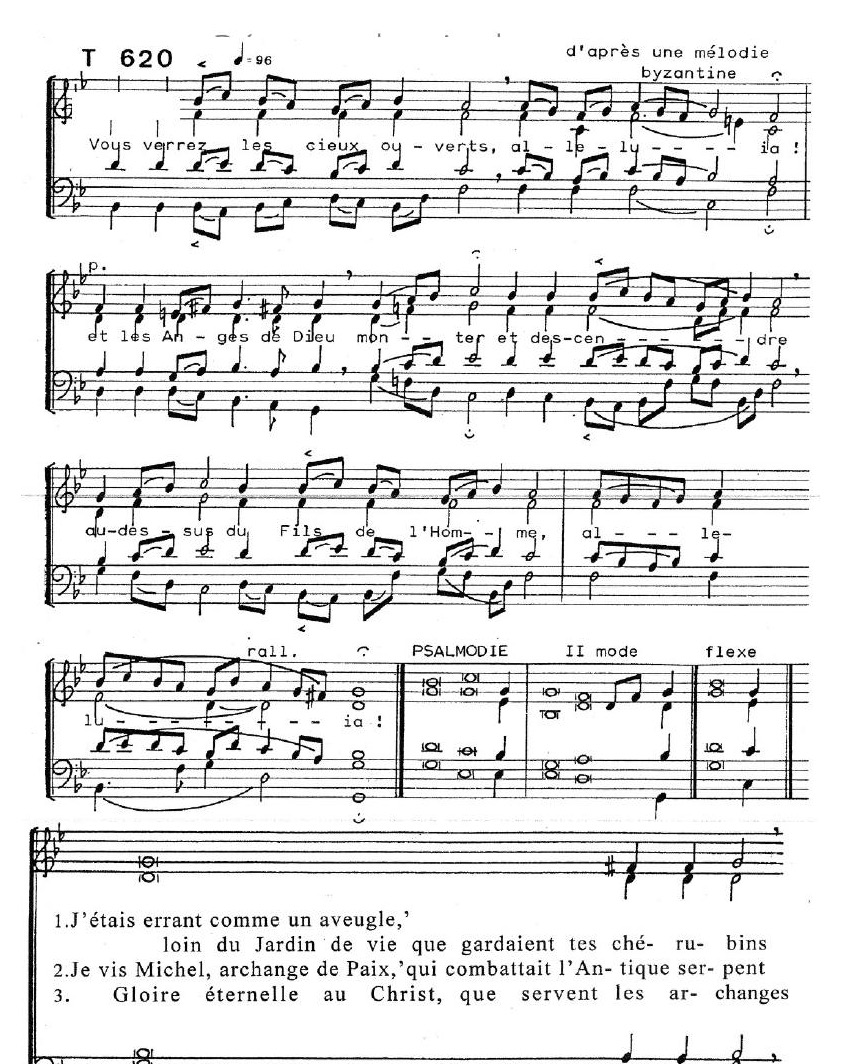 T 620
♩=96
d'après une mélodie
byzantine
Vous verrez les cieux ou - verts, al - le - lu - - - - ia !
p.
et les An - ges de Dieu mon - - ter et des-cen - - - - - dre
au-des - sus du Fils de l'Hom- - me, al - - - le-
rall. PSALMODIE II mode flexe
lu - - - - - - - - ia !
1.J'étais errant comme un aveugle,’
loin du Jardin de vie que gardaient tes ché- ru- bins
2.Je vis Michel, archange de Paix,’qui combattait l'An- tique ser- pent
3. Gloire éternelle au Christ, que servent les ar- changes